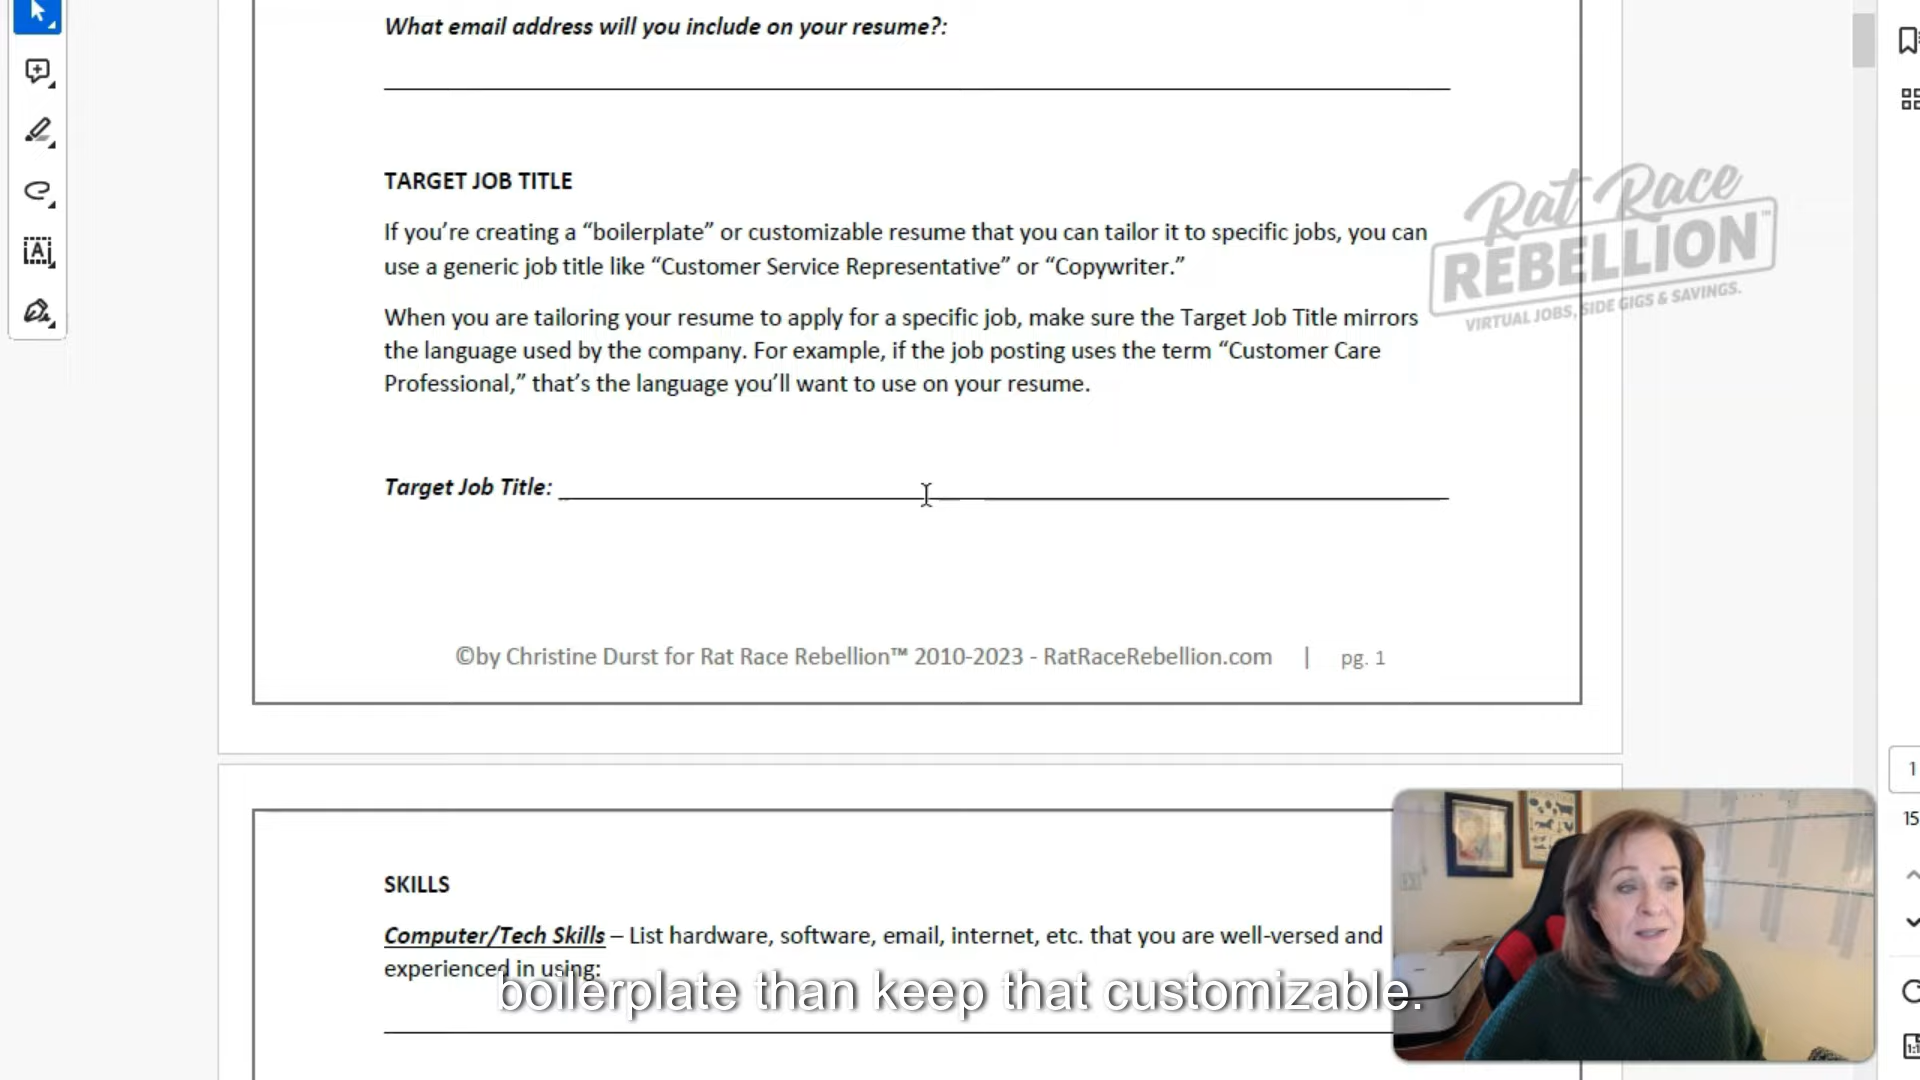 What email address will you include on your resume?:
TARGET JOB TITLE
If you’re creating a “boilerplate” or customizable resume that you can tailor it to specific jobs, you can
use a generic job title like “Customer Service Representative” or “Copywriter.”
When you are tailoring your resume to apply for a specific job, make sure the Target Job Title mirrors
the language used by the company. For example, if the job posting uses the term “Customer Care
Professional,” that’s the language you’ll want to use on your resume.
Rat Race
REBELLION™
VIRTUAL JOBS, SIDE GIGS & SAVINGS.
Target Job Title:
©by Christine Durst for Rat Race Rebellion™ 2010-2023 - RatRaceRebellion.com | pg. 1
1
15
SKILLS
Computer/Tech Skills – List hardware, software, email, internet, etc. that you are well-versed and
experienced in using:
boilerplate than keep that customizable.